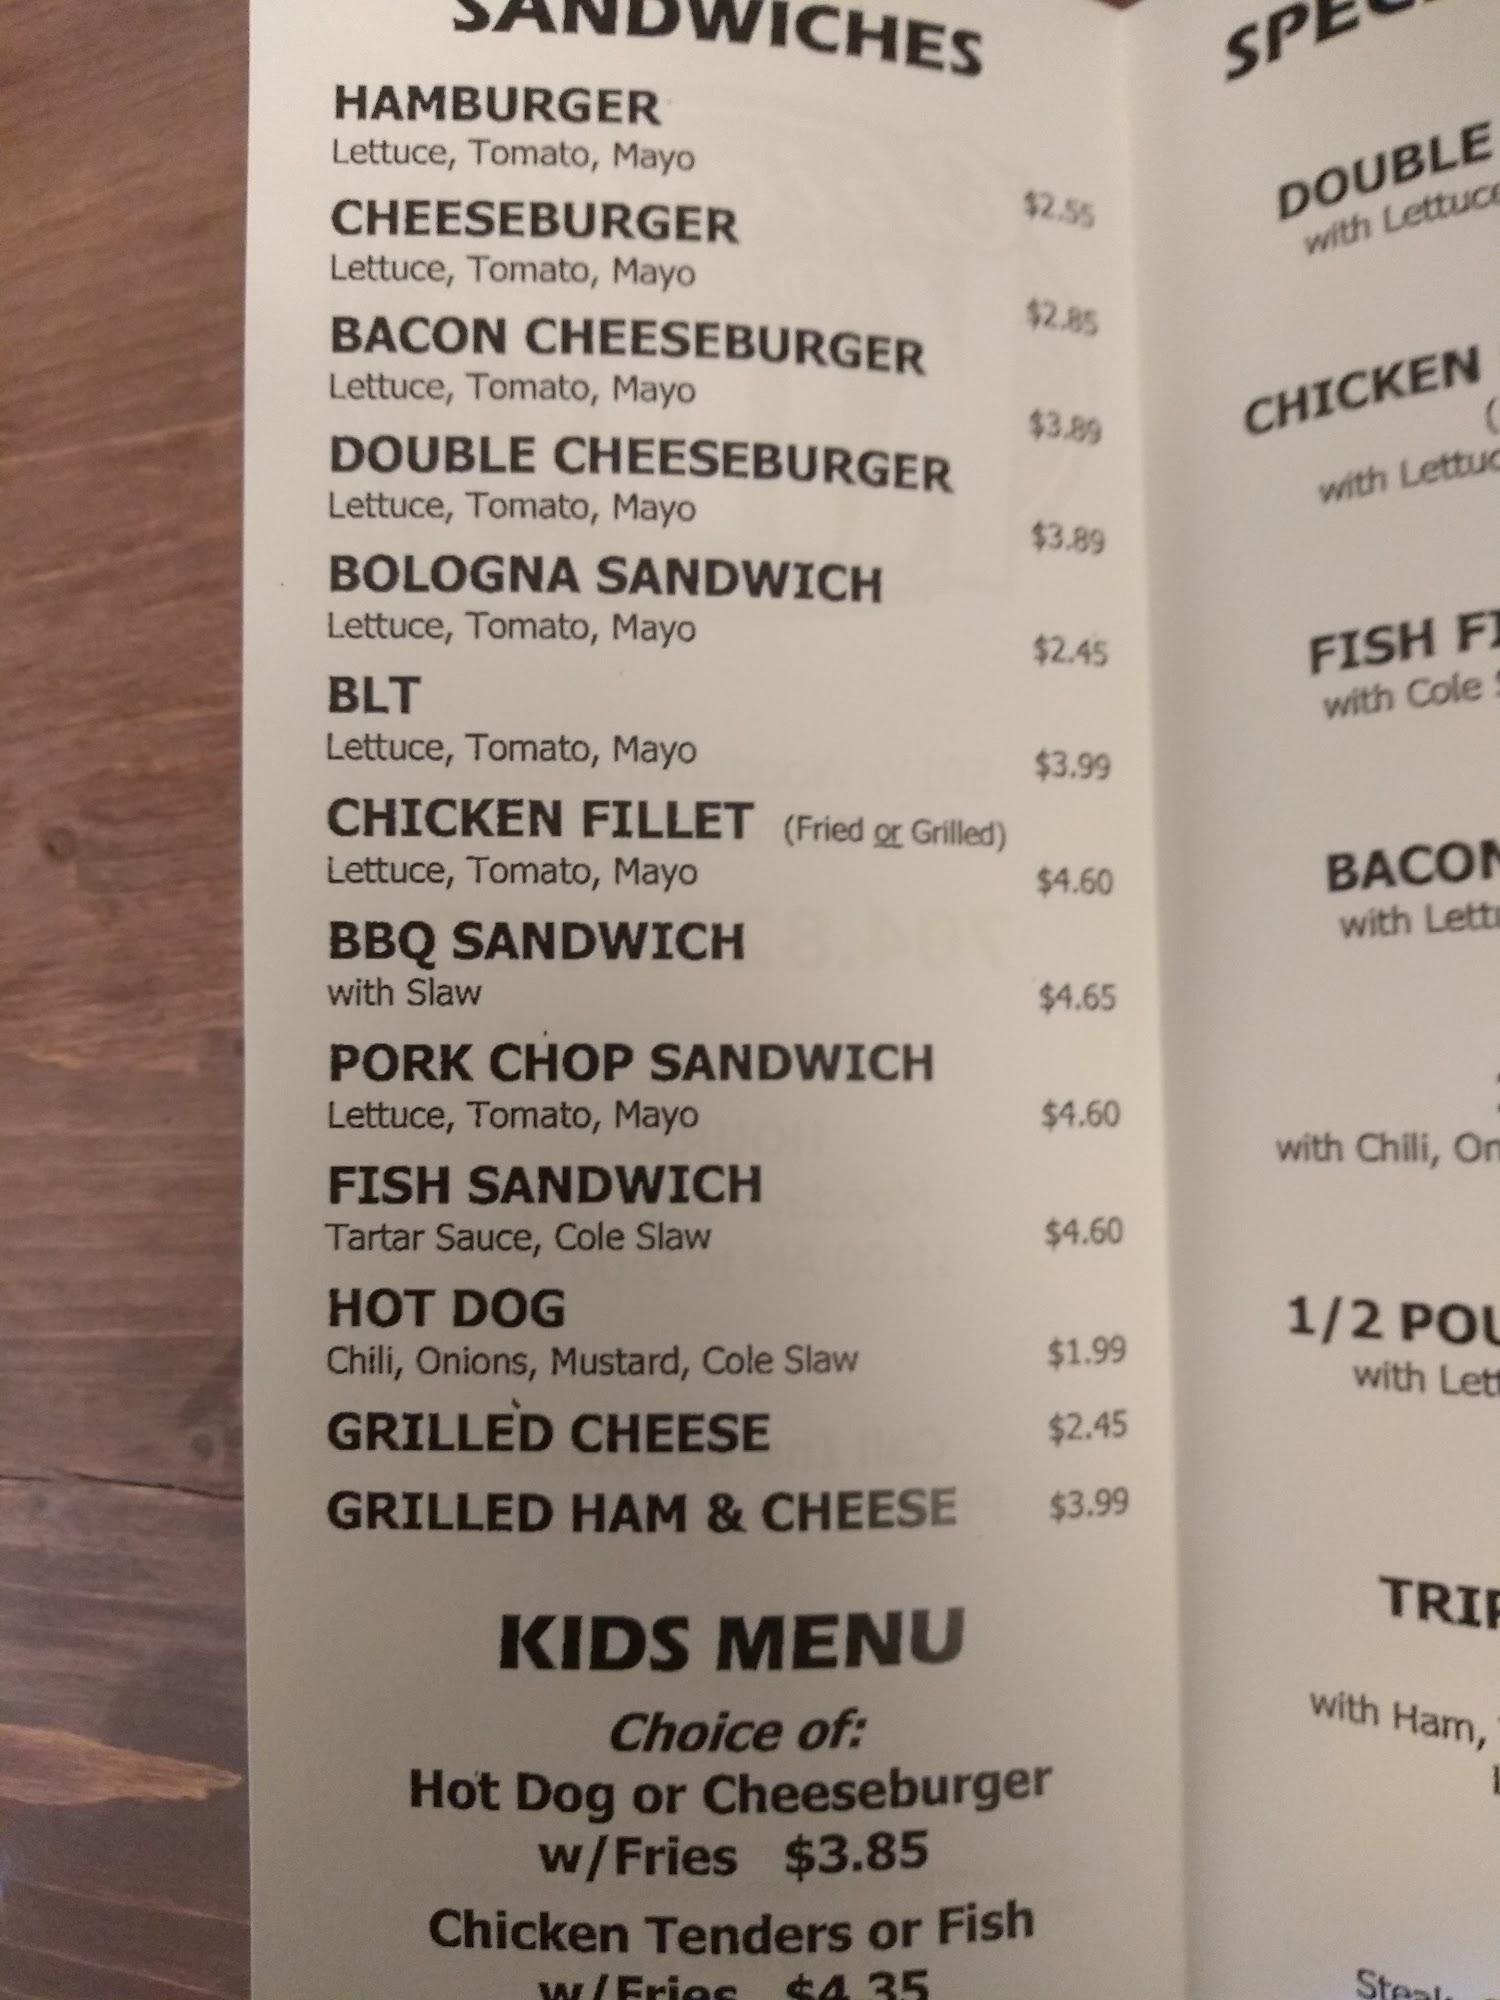 SANDWICHES
HAMBURGER
Lettuce, Tomato, Mayo $2.55
CHEESEBURGER
Lettuce, Tomato, Mayo $2.85
BACON CHEESEBURGER
Lettuce, Tomato, Mayo $3.89
DOUBLE CHEESEBURGER
Lettuce, Tomato, Mayo $3.89
BOLOGNA SANDWICH
Lettuce, Tomato, Mayo $2.45
BLT
Lettuce, Tomato, Mayo $3.99
CHICKEN FILLET (Fried or Grilled)
Lettuce, Tomato, Mayo $4.60
BBQ SANDWICH
with Slaw $4.65
PORK CHOP SANDWICH
Lettuce, Tomato, Mayo $4.60
FISH SANDWICH
Tartar Sauce, Cole Slaw $4.60
HOT DOG
Chili, Onions, Mustard, Cole Slaw $1.99
GRILLED CHEESE $2.45
GRILLED HAM & CHEESE $3.99
KIDS MENU
Choice of:
Hot Dog or Cheeseburger
w/Fries $3.85
Chicken Tenders or Fish
w/Fries $4.35
DOUBLE
with
CHICKEN
with
FISH
with Cole
BACON
with
with Chili,
1/2
with
with Ham,